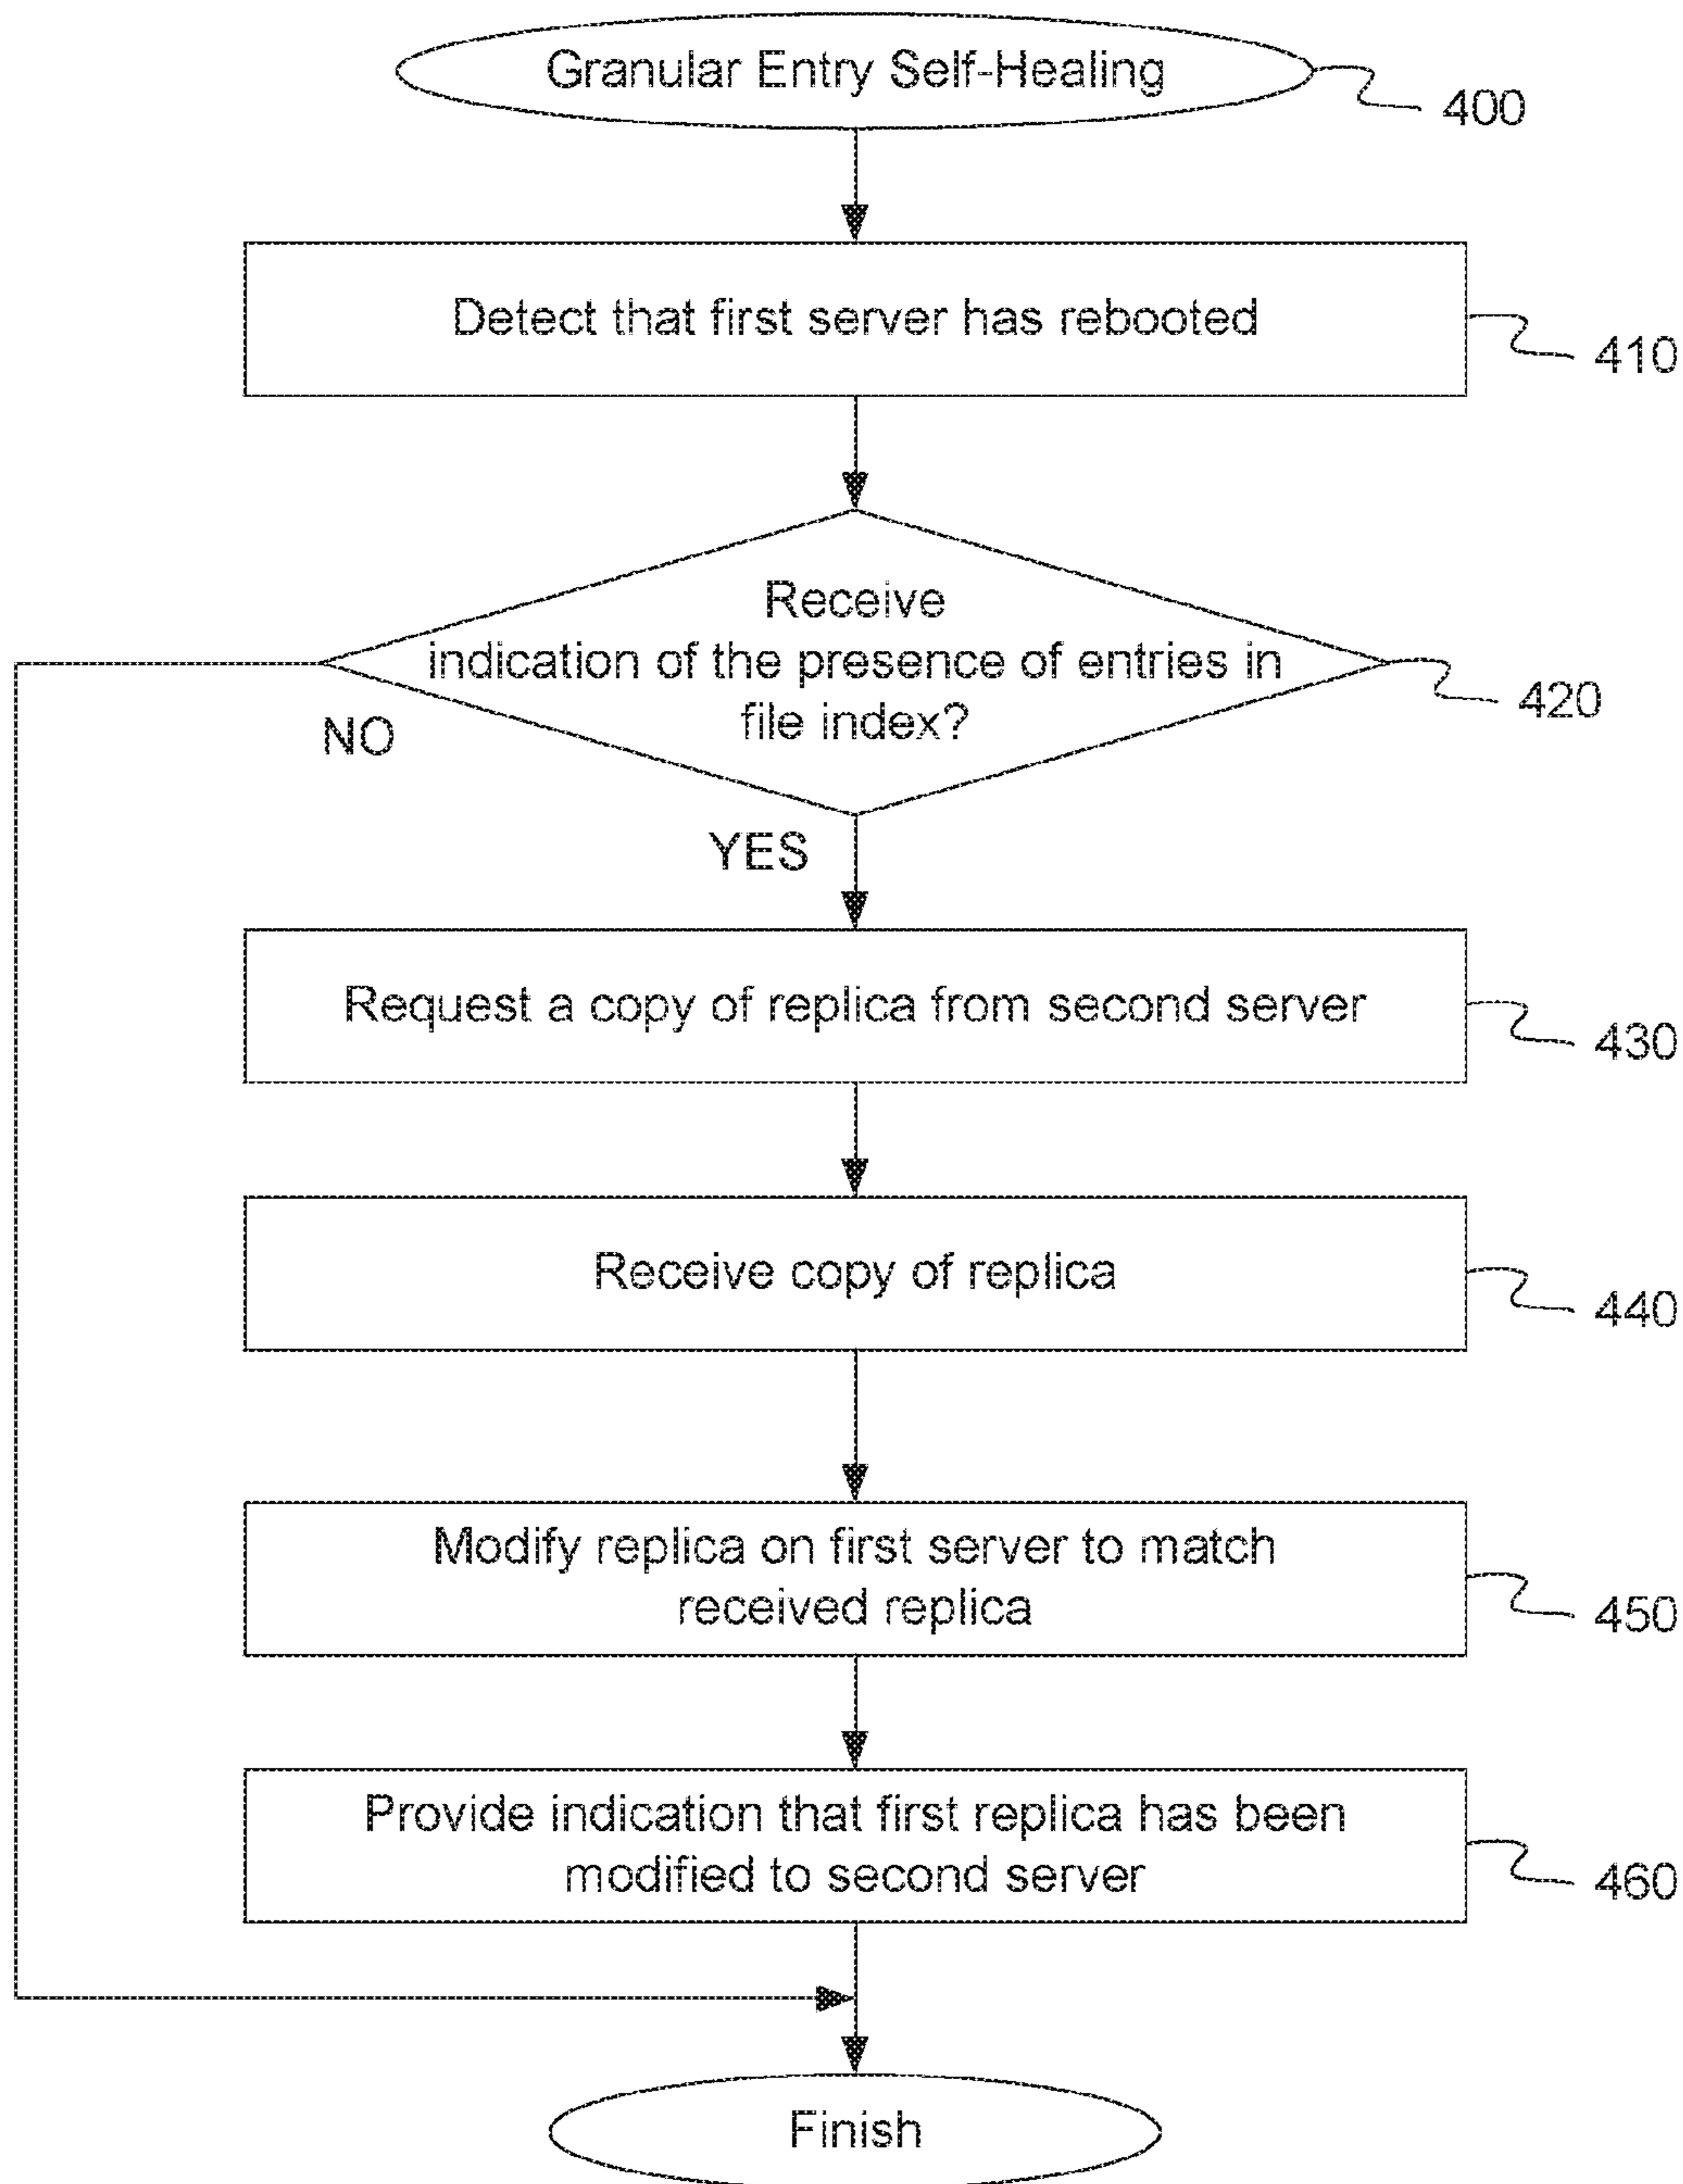 Granular Entry Self-Healing
400
Detect that first server has rebooted
410
Receive
indication of the presence of entries in
file index?
420
NO
YES
Request a copy of replica from second server
430
Receive copy of replica
440
Modify replica on first server to match
received replica
450
Provide indication that first replica has been
modified to second server
460
Finish